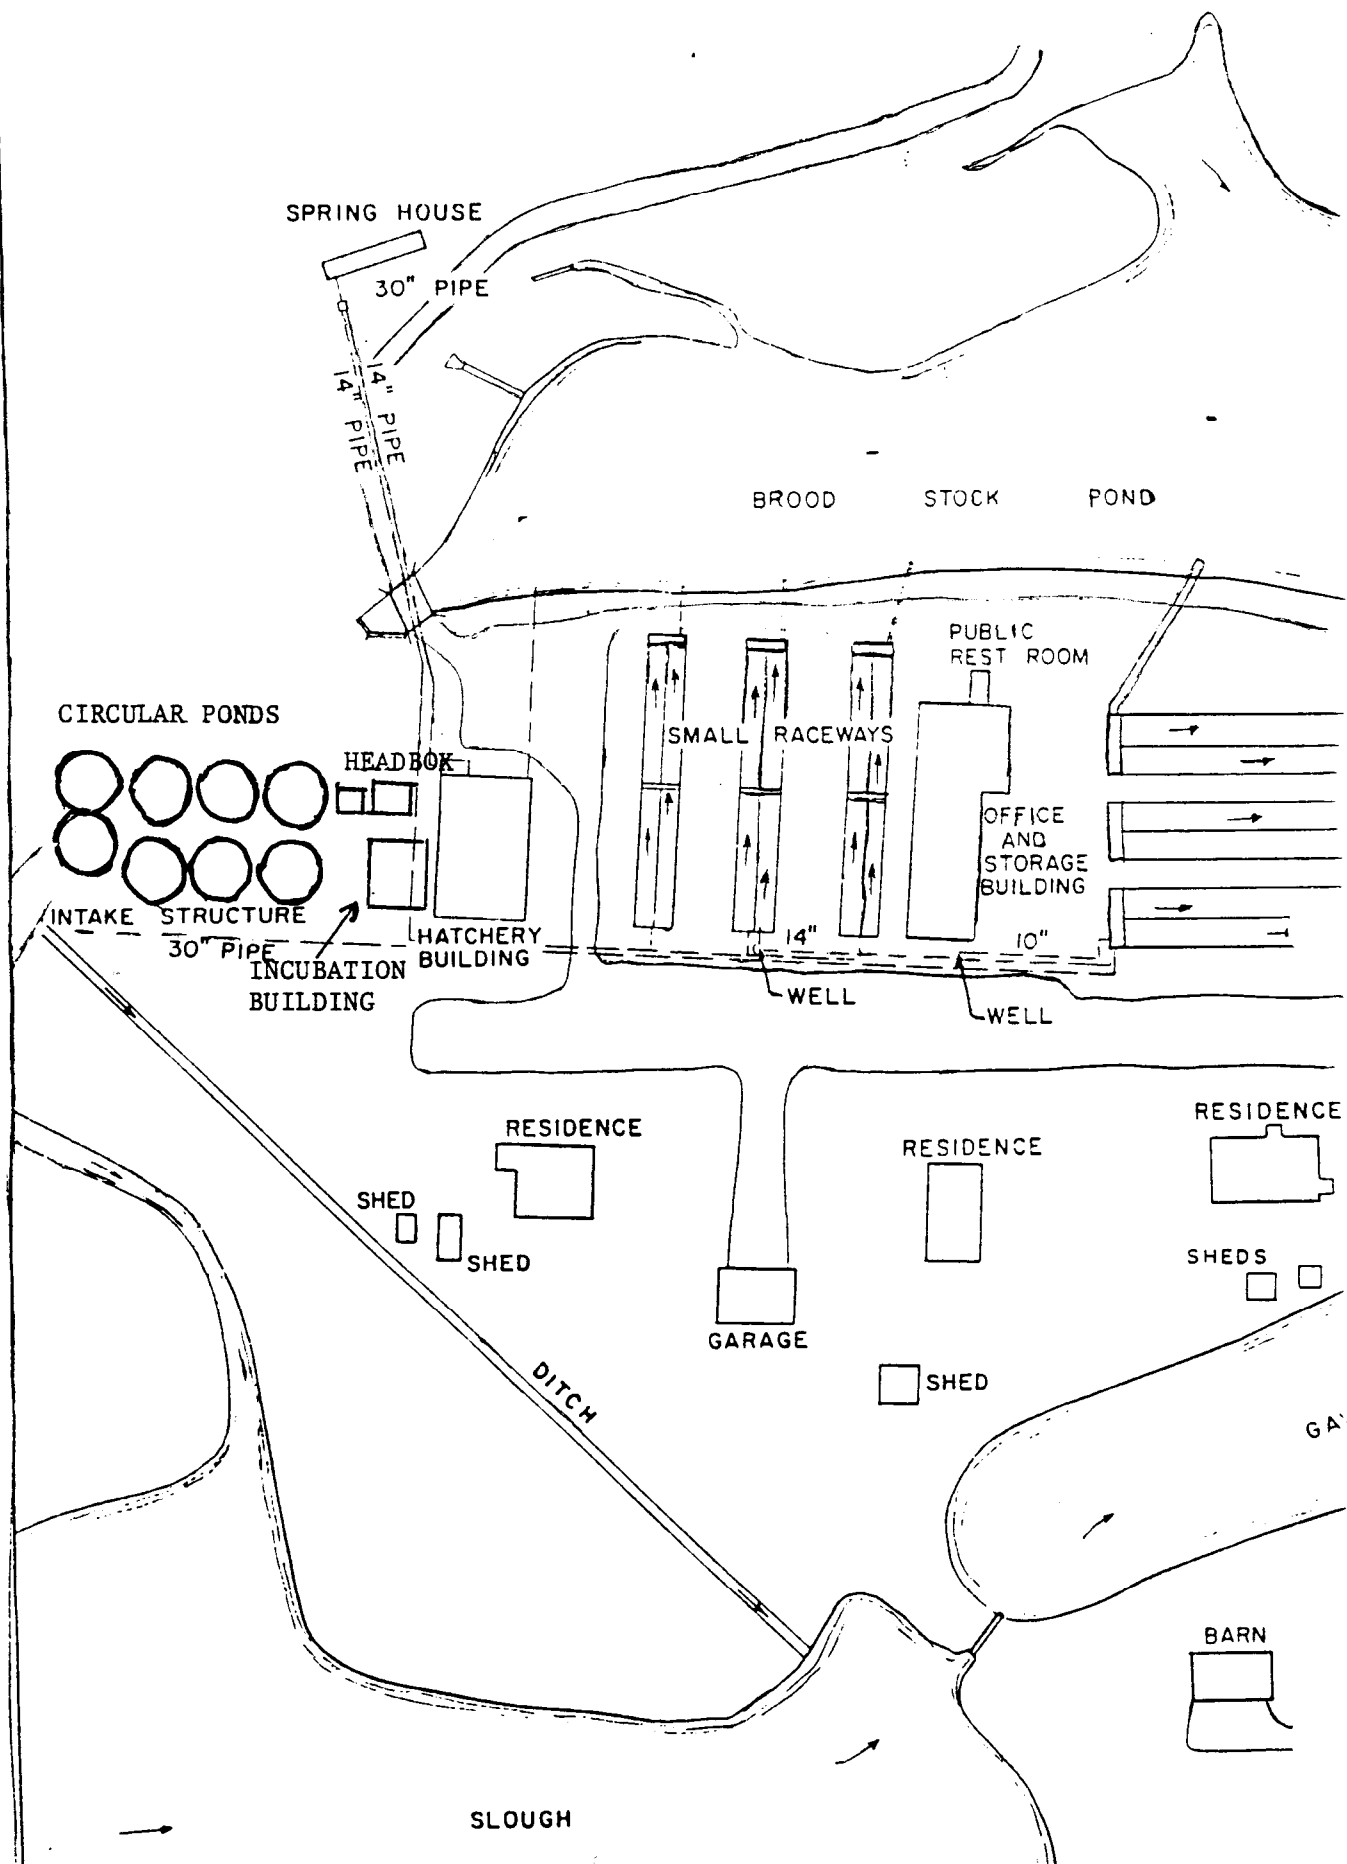 SPRING HOUSE
30" PIPE
14" PIPE
14" PIPE
BROOD STOCK POND
PUBLIC
REST ROOM
CIRCULAR PONDS
SMALL RACEWAYS
HEADBOX
OFFICE
AND
STORAGE
BUILDING
INTAKE STRUCTURE
30" PIPE
HATCHERY
BUILDING
14"
10"
INCUBATION
BUILDING
WELL
WELL
RESIDENCE
RESIDENCE
RESIDENCE
SHED
SHED
SHEDS
GARAGE
DITCH
SHED
GA
BARN
SLOUGH